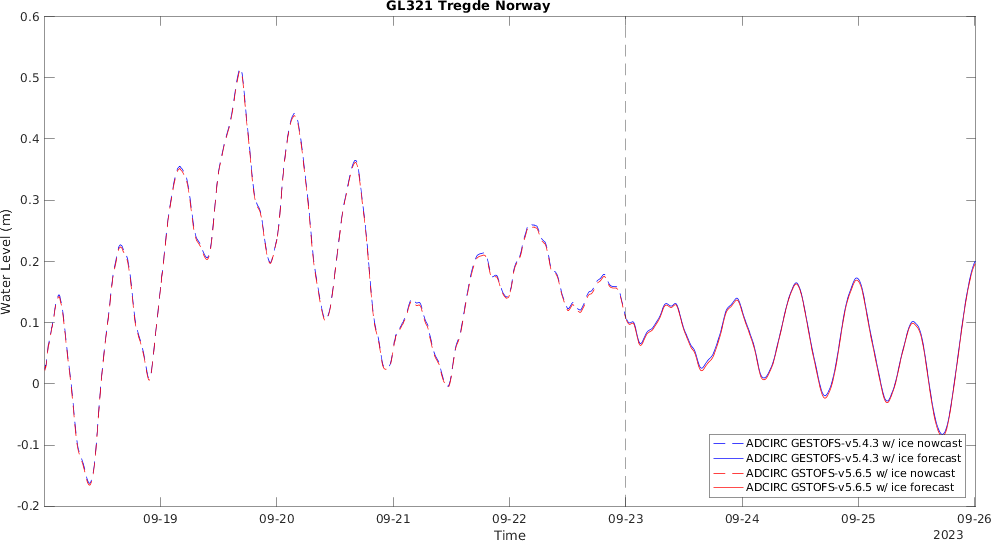 GL321 Tregde Norway
0.6
0.5
0.4
0.3
0.2
0.1
0
-0.1
-0.2
Water Level (m)
ADCIRC GESTOFS-v5.4.3 w/ ice nowcast
ADCIRC GESTOFS-v5.4.3 w/ ice forecast
ADCIRC GSTOFS-v5.6.5 w/ ice nowcast
ADCIRC GSTOFS-v5.6.5 w/ ice forecast
09-19 09-20 09-21 09-22 09-23 09-24 09-25 09-26
Time 2023